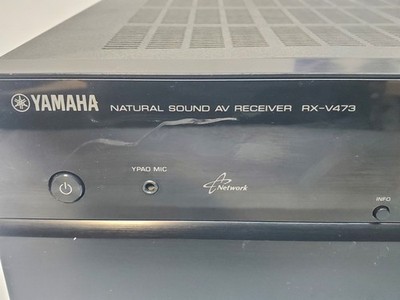 YAMAHA NATURAL SOUND AV RECEIVER RX-V473
YPAO MIC
Network
INFO